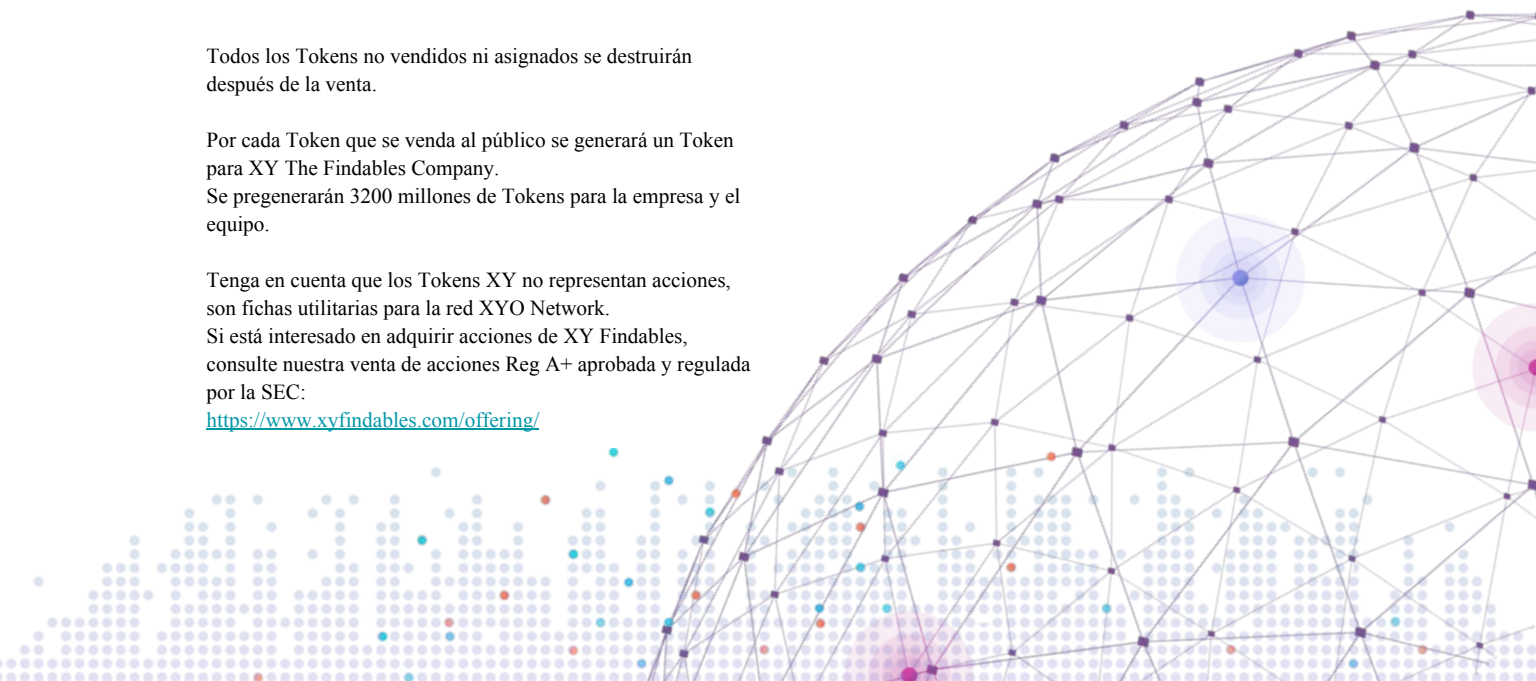 Todos los Tokens no vendidos ni asignados se destruirán
después de la venta.
Por cada Token que se venda al público se generará un Token
para XY The Findables Company.
Se pregenerarán 3200 millones de Tokens para la empresa y el
equipo.
Tenga en cuenta que los Tokens XY no representan acciones,
son fichas utilitarias para la red XYO Network.
Si está interesado en adquirir acciones de XY Findables,
consulte nuestra venta de acciones Reg A+ aprobada y regulada
por la SEC:
https://www.xyfindables.com/offering/